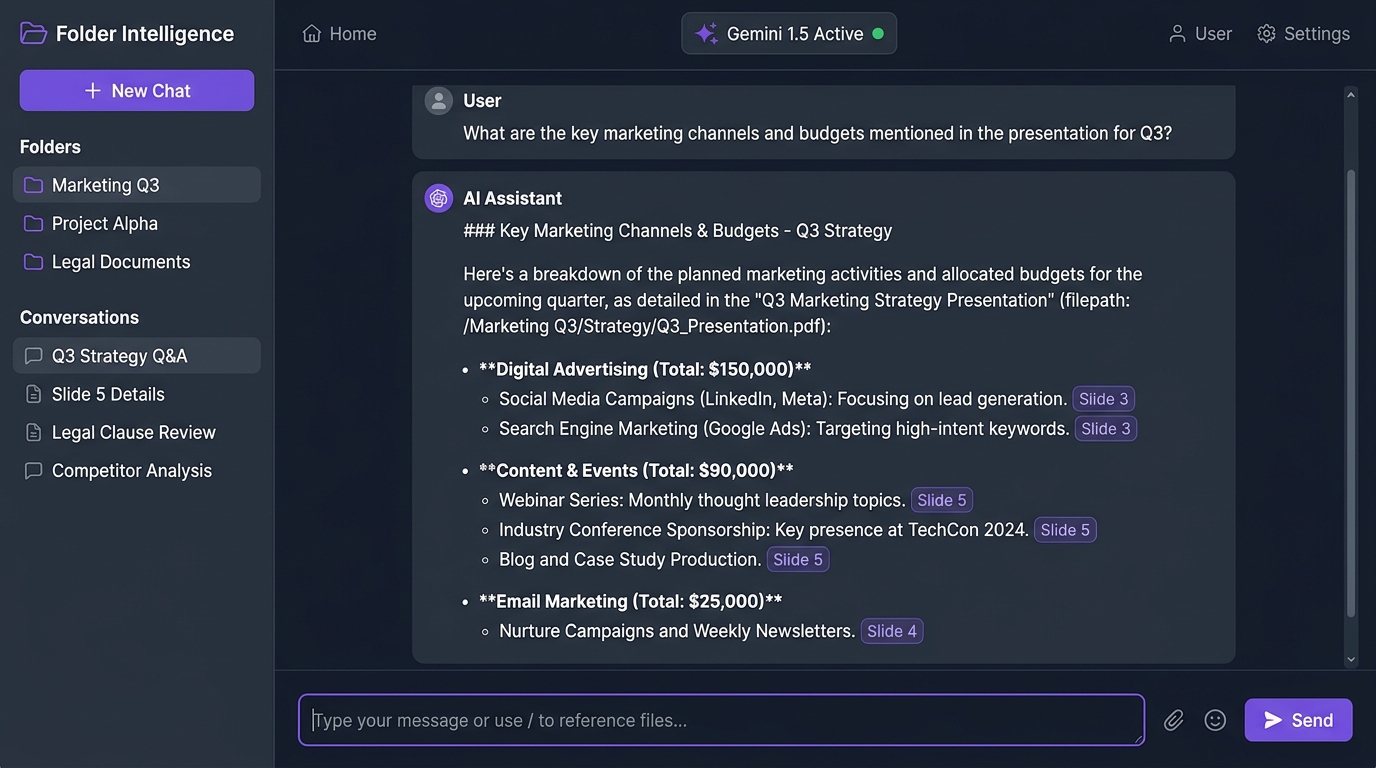 Folder Intelligence
New Chat
Folders
Marketing Q3
Project Alpha
Legal Documents
Conversations
Q3 Strategy Q&A
Slide 5 Details
Legal Clause Review
Competitor Analysis
Home
Gemini 1.5 Active
User
Settings
User
What are the key marketing channels and budgets mentioned in the presentation for Q3?
AI Assistant
### Key Marketing Channels & Budgets - Q3 Strategy
Here's a breakdown of the planned marketing activities and allocated budgets for the
upcoming quarter, as detailed in the "Q3 Marketing Strategy Presentation" (filepath:
/Marketing Q3/Strategy/Q3_Presentation.pdf):
• **Digital Advertising (Total: $150,000)**
◦ Social Media Campaigns (LinkedIn, Meta): Focusing on lead generation. Slide 3
◦ Search Engine Marketing (Google Ads): Targeting high-intent keywords. Slide 3
• **Content & Events (Total: $90,000)**
◦ Webinar Series: Monthly thought leadership topics. Slide 5
◦ Industry Conference Sponsorship: Key presence at TechCon 2024. Slide 5
◦ Blog and Case Study Production. Slide 5
• **Email Marketing (Total: $25,000)**
◦ Nurture Campaigns and Weekly Newsletters. Slide 4
Type your message or use / to reference files...
Send